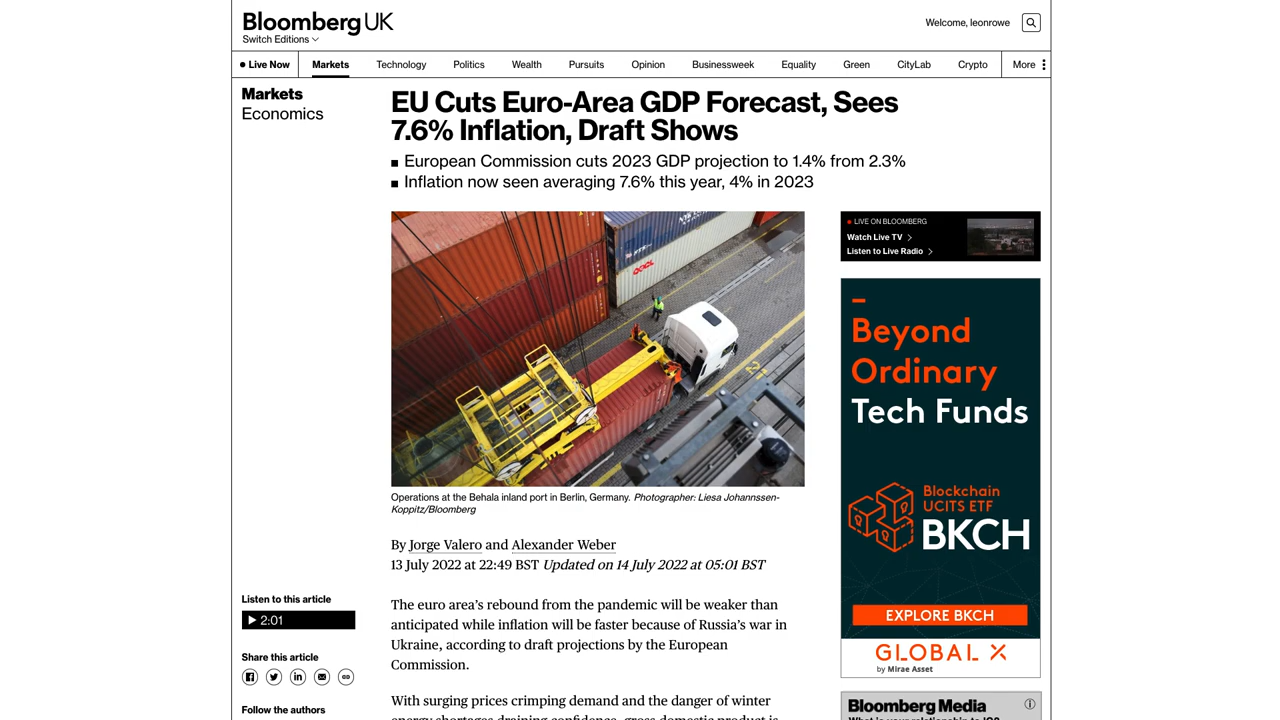 Bloomberg UK
Switch Editions
Welcome, leonrowe
Live Now
Markets
Technology
Politics
Wealth
Pursuits
Opinion
Businessweek
Equality
Green
CityLab
Crypto
More
Markets
Economics
EU Cuts Euro-Area GDP Forecast, Sees
7.6% Inflation, Draft Shows
European Commission cuts 2023 GDP projection to 1.4% from 2.3%
Inflation now seen averaging 7.6% this year, 4% in 2023
Operations at the Behala inland port in Berlin, Germany. Photographer: Liesa Johannssen-
Koppitz/Bloomberg
By Jorge Valero and Alexander Weber
13 July 2022 at 22:49 BST Updated on 14 July 2022 at 05:01 BST
The euro area’s rebound from the pandemic will be weaker than
anticipated while inflation will be faster because of Russia’s war in
Ukraine, according to draft projections by the European
Commission.
With surging prices crimping demand and the danger of winter
energy shortages draining confidence, gross domestic product is
Listen to this article
2:01
Share this article
Follow the authors
LIVE ON BLOOMBERG
Watch Live TV
Listen to Live Radio
Beyond
Ordinary
Tech Funds
Blockchain
UCITS ETF
BKCH
EXPLORE BKCH
GLOBAL X
by Mirae Asset
Bloomberg Media
What is your relationship to